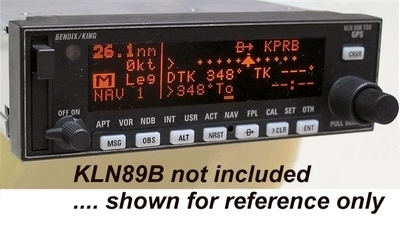 BENDIX/KING
KLN 89B TSO
GPS
26.1nm KPRB
0kt >
M Leg DTK 348° TK ---°
NAV 1 >348°To
CRSR
OFF ON
APT VOR NDB INT USR ACT NAV FPL CAL SET OTH
PULL S
MSG OBS ALT NRST D >CLR ENT
KLN89B not included
.... shown for reference only